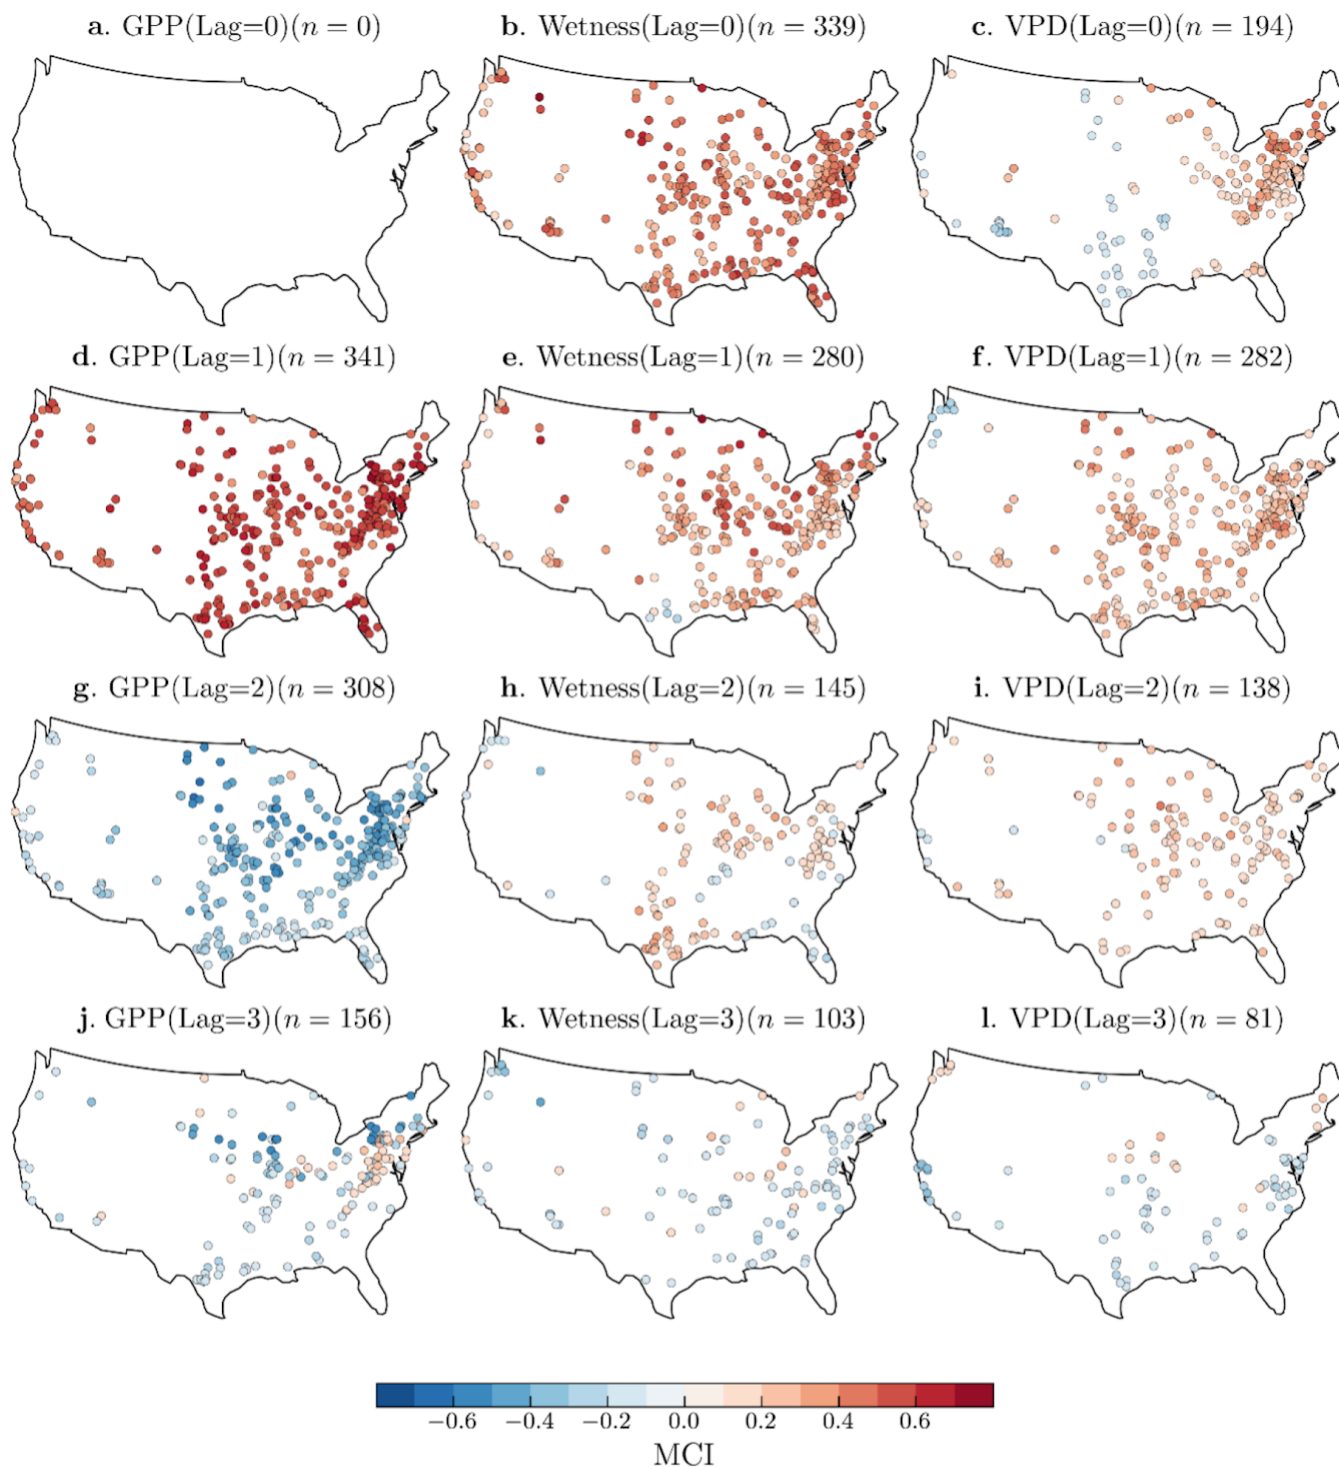 a. GPP(Lag=0)(n = 0)
b. Wetness(Lag=0)(n = 339)
c. VPD(Lag=0)(n = 194)
d. GPP(Lag=1)(n = 341)
e. Wetness(Lag=1)(n = 280)
f. VPD(Lag=1)(n = 282)
g. GPP(Lag=2)(n = 308)
h. Wetness(Lag=2)(n = 145)
i. VPD(Lag=2)(n = 138)
j. GPP(Lag=3)(n = 156)
k. Wetness(Lag=3)(n = 103)
l. VPD(Lag=3)(n = 81)
−0.6 −0.4 −0.2 0.0 0.2 0.4 0.6
MCI